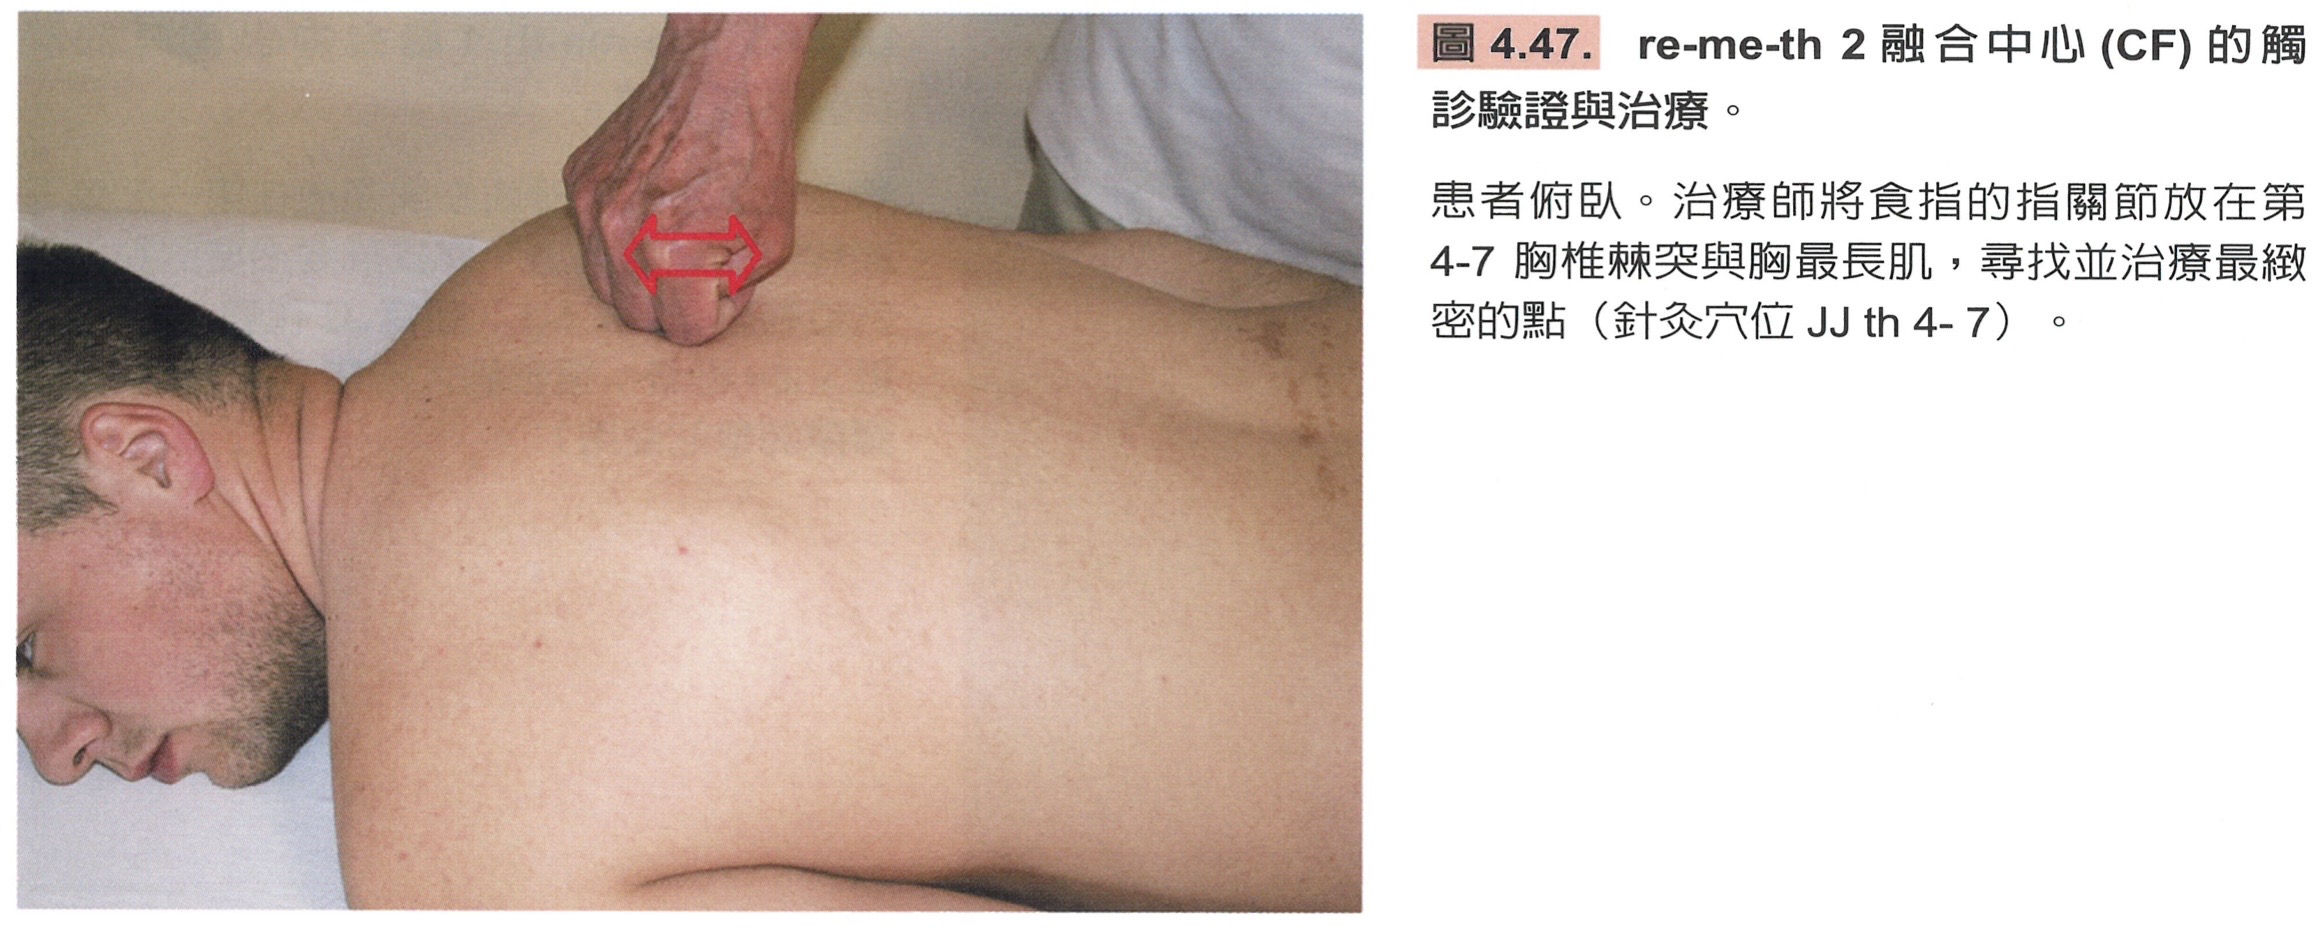 圖 4.47. re-me-th 2 融合中心 (CF) 的觸
診驗證與治療。
患者俯臥。治療師將食指的指關節放在第
4-7 胸椎棘突與胸最長肌，尋找並治療最緻
密的點（針灸穴位 JJ th 4- 7）。